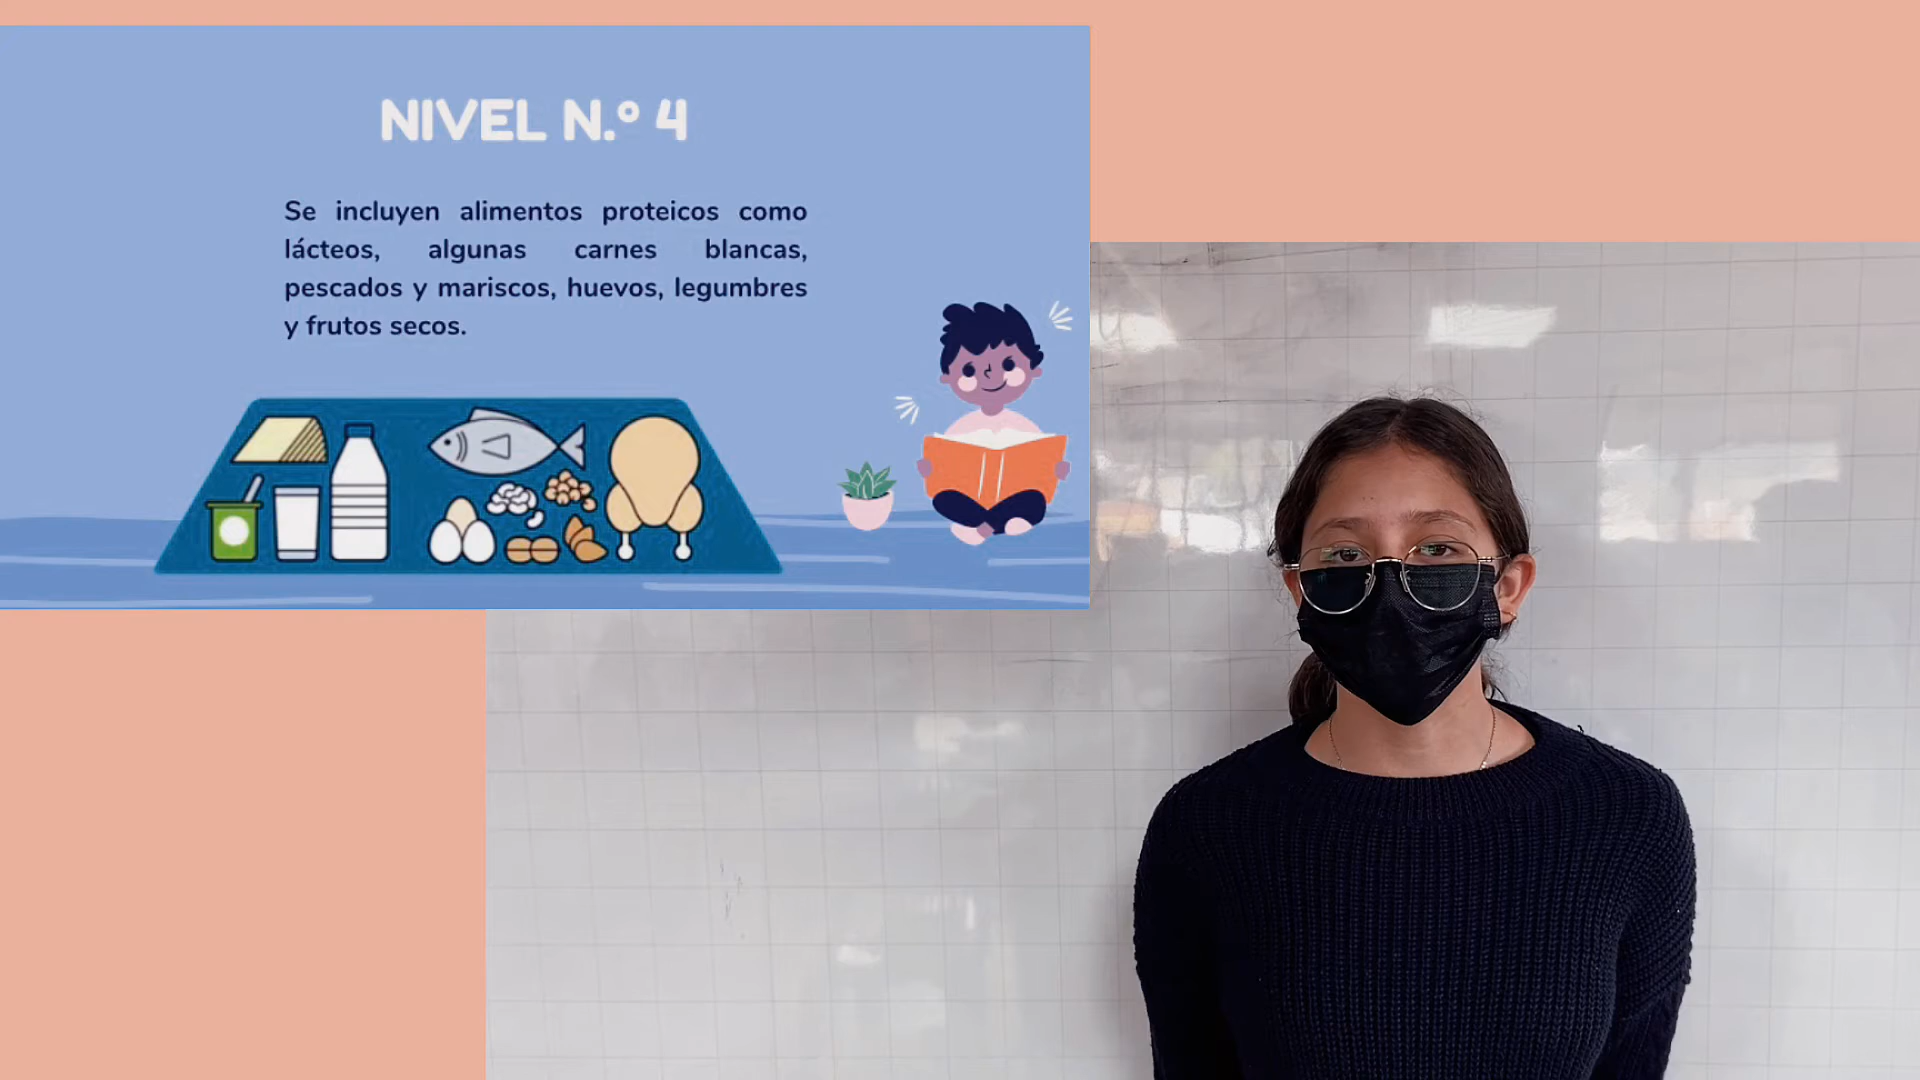 NIVEL N.º 4
Se incluyen alimentos proteicos como
lácteos, algunas carnes blancas,
pescados y mariscos, huevos, legumbres
y frutos secos.